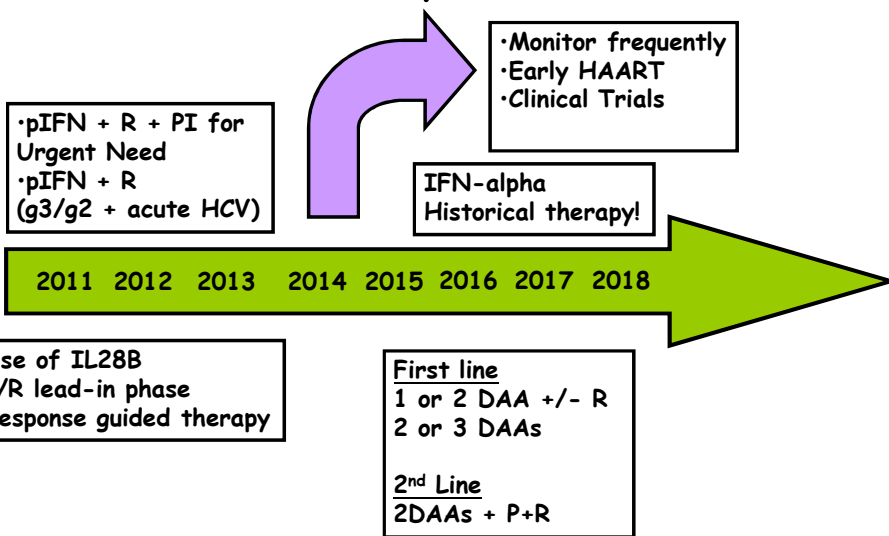 ·Monitor frequently
·Early HAART
·Clinical Trials
·pIFN + R + PI for
Urgent Need
·pIFN + R
(g3/g2 + acute HCV)
IFN-alpha
Historical therapy!
2011 2012 2013 2014 2015 2016 2017 2018
of IL28B
lead-in phase
guided therapy
First line
1 or 2 DAA +/- R
2 or 3 DAAs
2nd Line
2DAAs + P+R